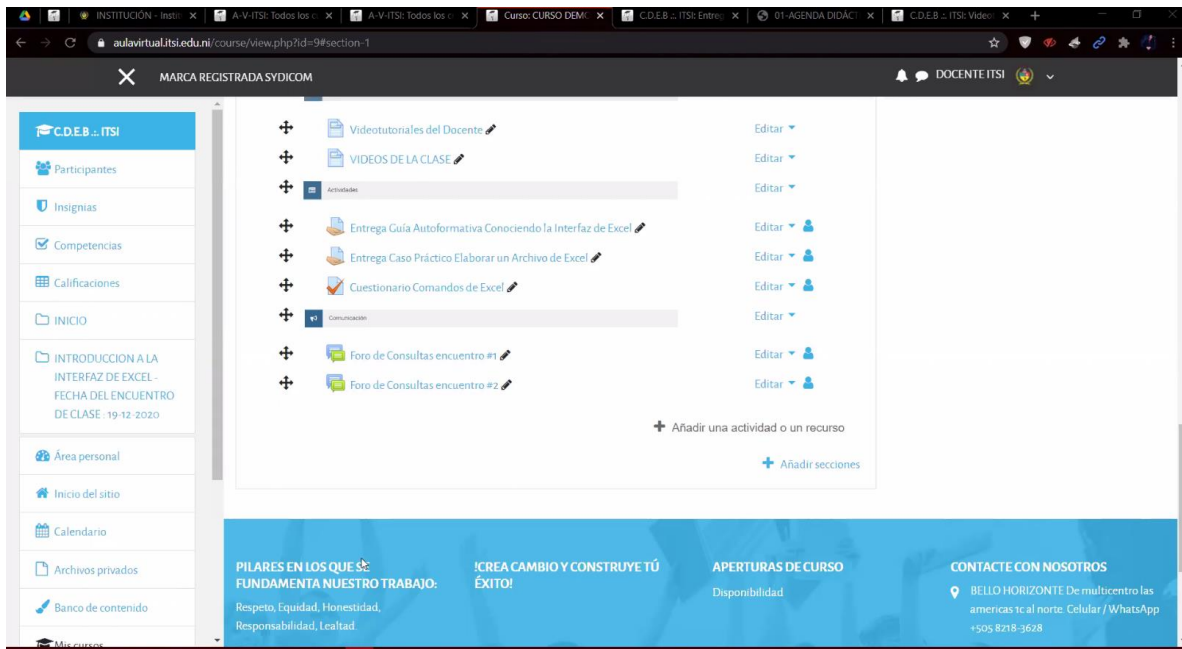 INSTITUCIÓN - Instit
A-V-ITSI: Todos los c
A-V-ITSI: Todos los c
Curso: CURSO DEMO
C.D.E.B .:. ITSI: Entreg
01-AGENDA DIDÁCT
C.D.E.B .:. ITSI: Videot
aulavirtual.itsi.edu.ni/course/view.php?id=9#section-1
MARCA REGISTRADA SYDICOM
DOCENTE ITSI
C.D.E.B .:. ITSI
Participantes
Insignias
Competencias
Calificaciones
INICIO
INTRODUCCION A LA
INTERFAZ DE EXCEL -
FECHA DEL ENCUENTRO
DE CLASE : 19-12-2020
Área personal
Inicio del sitio
Calendario
Archivos privados
Banco de contenido
Mis cursos
Videotutoriales del Docente Editar
VIDEOS DE LA CLASE Editar
Actividades Editar
Entrega Guía Autoformativa Conociendo la Interfaz de Excel Editar
Entrega Caso Práctico Elaborar un Archivo de Excel Editar
Cuestionario Comandos de Excel Editar
Comunicación Editar
Foro de Consultas encuentro #1 Editar
Foro de Consultas encuentro #2 Editar
Añadir una actividad o un recurso
Añadir secciones
PILARES EN LOS QUE SE
FUNDAMENTA NUESTRO TRABAJO:
Respeto, Equidad, Honestidad,
Responsabilidad, Lealtad.
!CREA CAMBIO Y CONSTRUYE TÚ
ÉXITO!
APERTURAS DE CURSO
Disponibilidad
CONTACTE CON NOSOTROS
BELLO HORIZONTE De multicentro las
americas 1c al norte. Celular / WhatsApp
+505 8218-3628